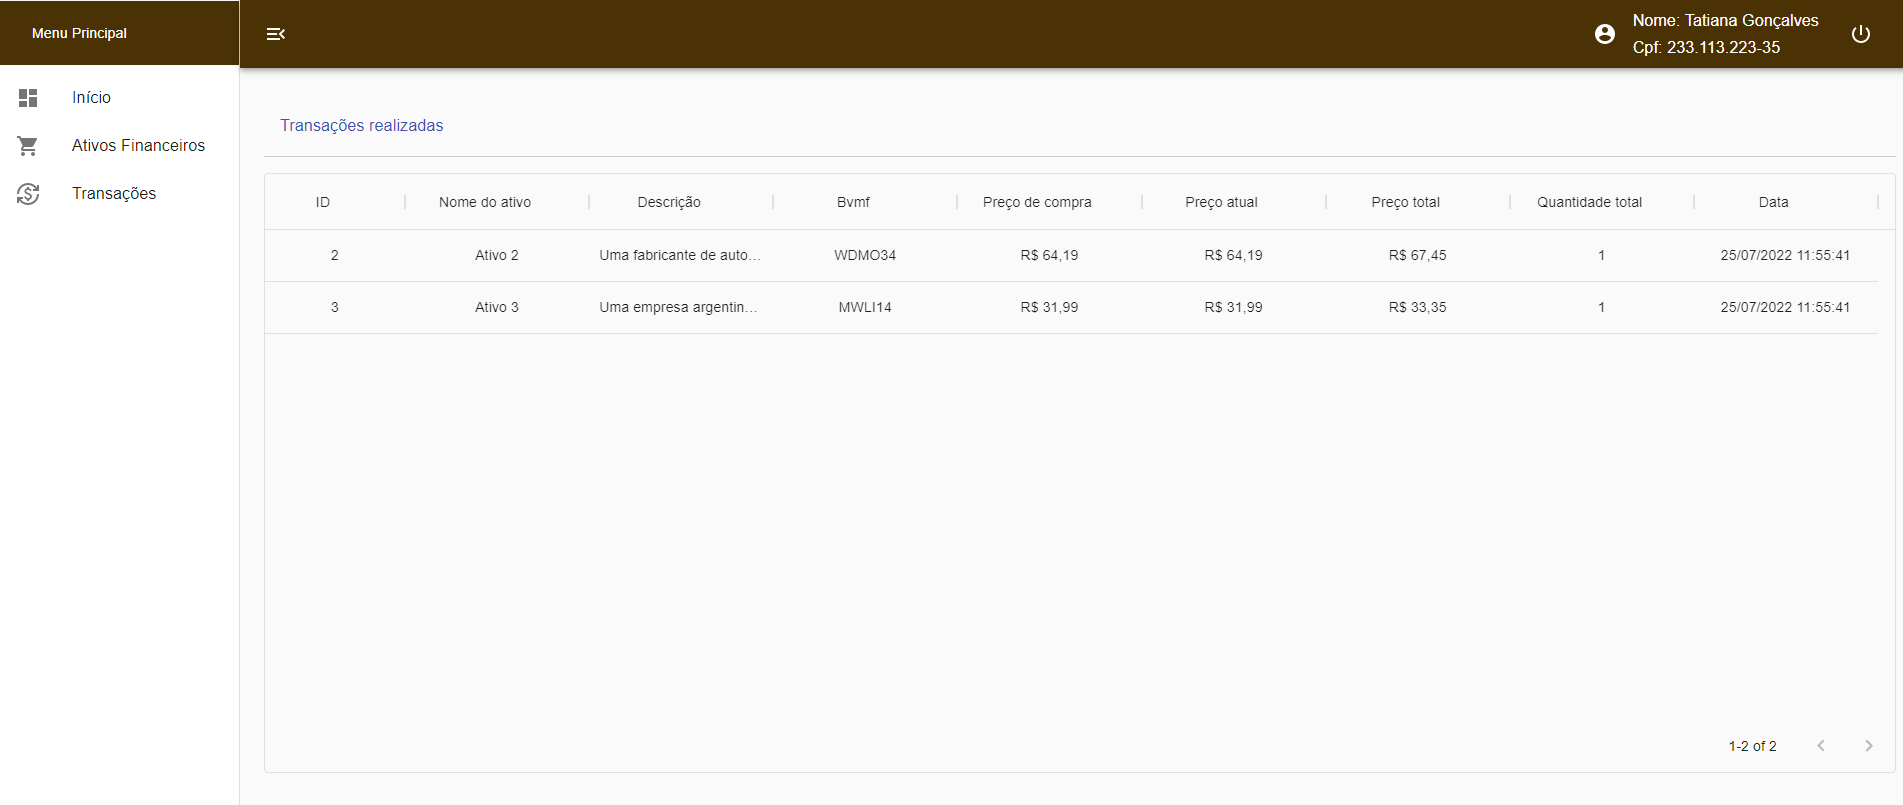 Menu Principal
Nome: Tatiana Gonçalves
Cpf: 233.113.223-35
Início
Ativos Financeiros
Transações
Transações realizadas
ID Nome do ativo Descrição Bvmf Preço de compra Preço atual Preço total Quantidade total Data
2 Ativo 2 Uma fabricante de auto... WDMO34 R$ 64,19 R$ 64,19 R$ 67,45 1 25/07/2022 11:55:41
3 Ativo 3 Uma empresa argentin... MWLI14 R$ 31,99 R$ 31,99 R$ 33,35 1 25/07/2022 11:55:41
1-2 of 2